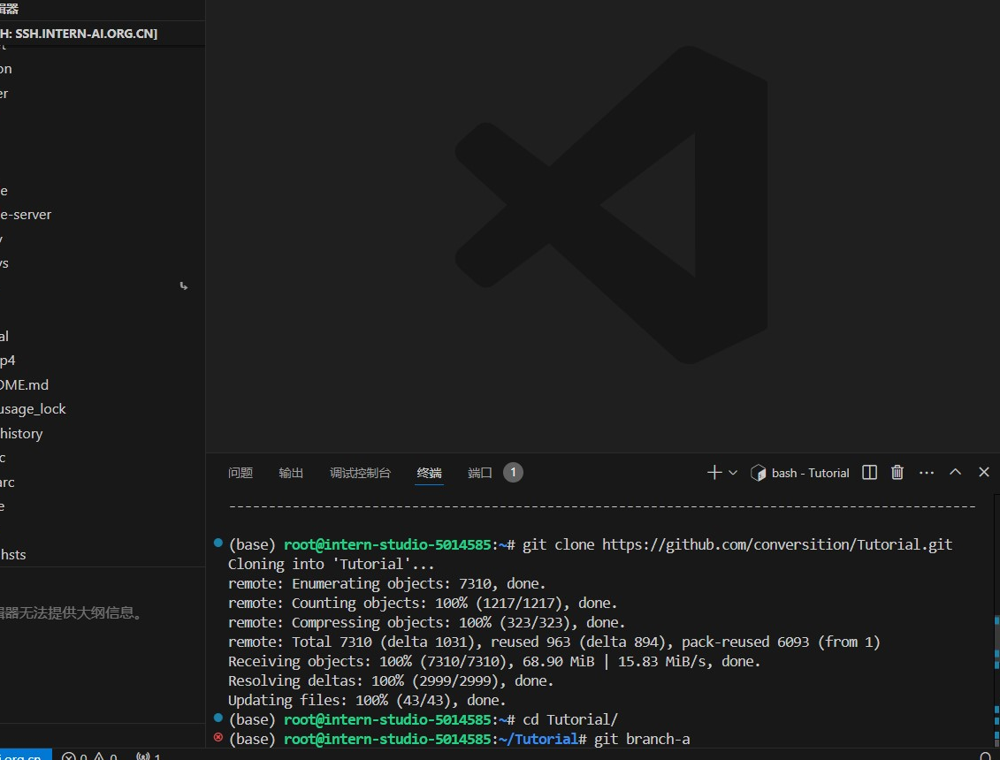 辑器
H: SSH.INTERN-AI.ORG.CN]
on
er
e
e-server
y
vs
al
p4
OME.md
usage_lock
history
c
arc
e
hsts
辑器无法提供大纲信息。
问题 输出 调试控制台 终端 端口 1 bash - Tutorial
--------------------------------------------------------------------------------------------
(base) root@intern-studio-5014585:~# git clone https://github.com/conversition/Tutorial.git
Cloning into 'Tutorial'...
remote: Enumerating objects: 7310, done.
remote: Counting objects: 100% (1217/1217), done.
remote: Compressing objects: 100% (323/323), done.
remote: Total 7310 (delta 1031), reused 963 (delta 894), pack-reused 6093 (from 1)
Receiving objects: 100% (7310/7310), 68.90 MiB | 15.83 MiB/s, done.
Resolving deltas: 100% (2999/2999), done.
Updating files: 100% (43/43), done.
(base) root@intern-studio-5014585:~# cd Tutorial/
(base) root@intern-studio-5014585:~/Tutorial# git branch-a
i.org.cn 0 0 1